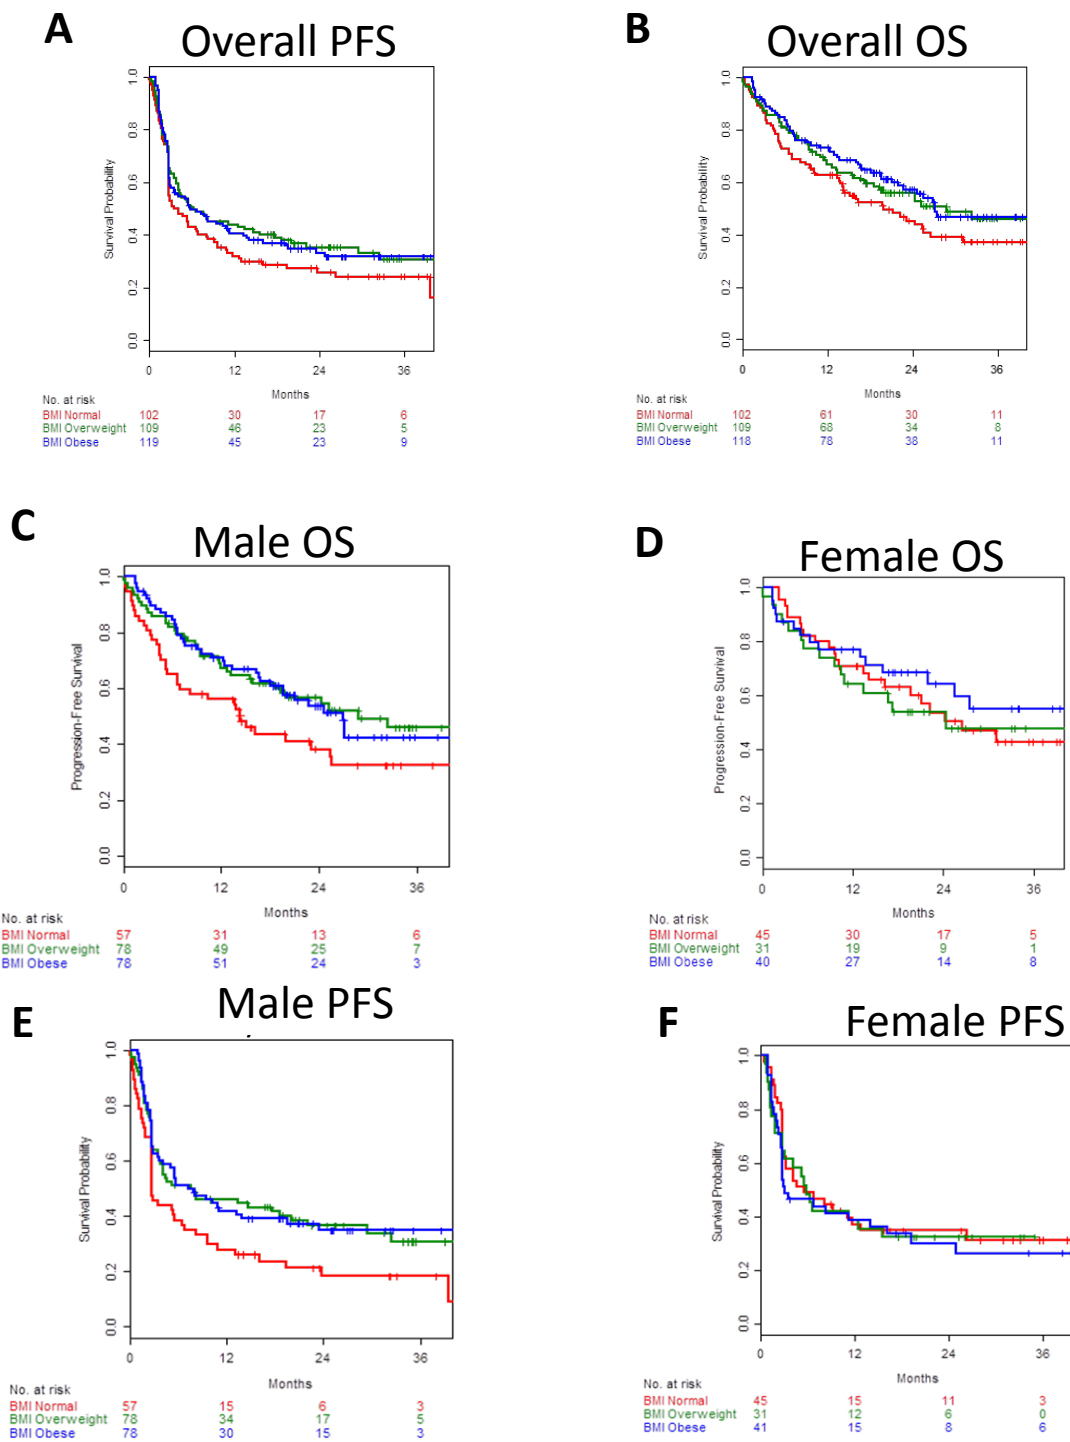 A
Overall PFS
Survival Probability
1.0
0.8
0.6
0.4
0.2
0.0
0 12 24 36
Months
No. at risk
BMI Normal 102 30 17 6
BMI Overweight 109 46 23 5
BMI Obese 119 45 23 9
B
Overall OS
Survival Probability
1.0
0.8
0.6
0.4
0.2
0.0
0 12 24 36
Months
No. at risk
BMI Normal 102 61 30 11
BMI Overweight 109 68 34 8
BMI Obese 118 78 38 11
C
Male OS
Progression-Free Survival
1.0
0.8
0.6
0.4
0.2
0.0
0 12 24 36
Months
No. at risk
BMI Normal 57 31 13 6
BMI Overweight 78 49 25 7
BMI Obese 78 51 24 3
D
Female OS
Progression-Free Survival
1.0
0.8
0.6
0.4
0.2
0.0
0 12 24 36
Months
No. at risk
BMI Normal 45 30 17 5
BMI Overweight 31 19 9 1
BMI Obese 40 27 14 8
E
Male PFS
Survival Probability
1.0
0.8
0.6
0.4
0.2
0.0
0 12 24 36
Months
No. at risk
BMI Normal 57 15 6 3
BMI Overweight 78 34 17 5
BMI Obese 78 30 15 3
F
Female PFS
Survival Probability
1.0
0.8
0.6
0.4
0.2
0.0
0 12 24 36
Months
No. at risk
BMI Normal 45 15 11 3
BMI Overweight 31 12 6 0
BMI Obese 41 15 8 6